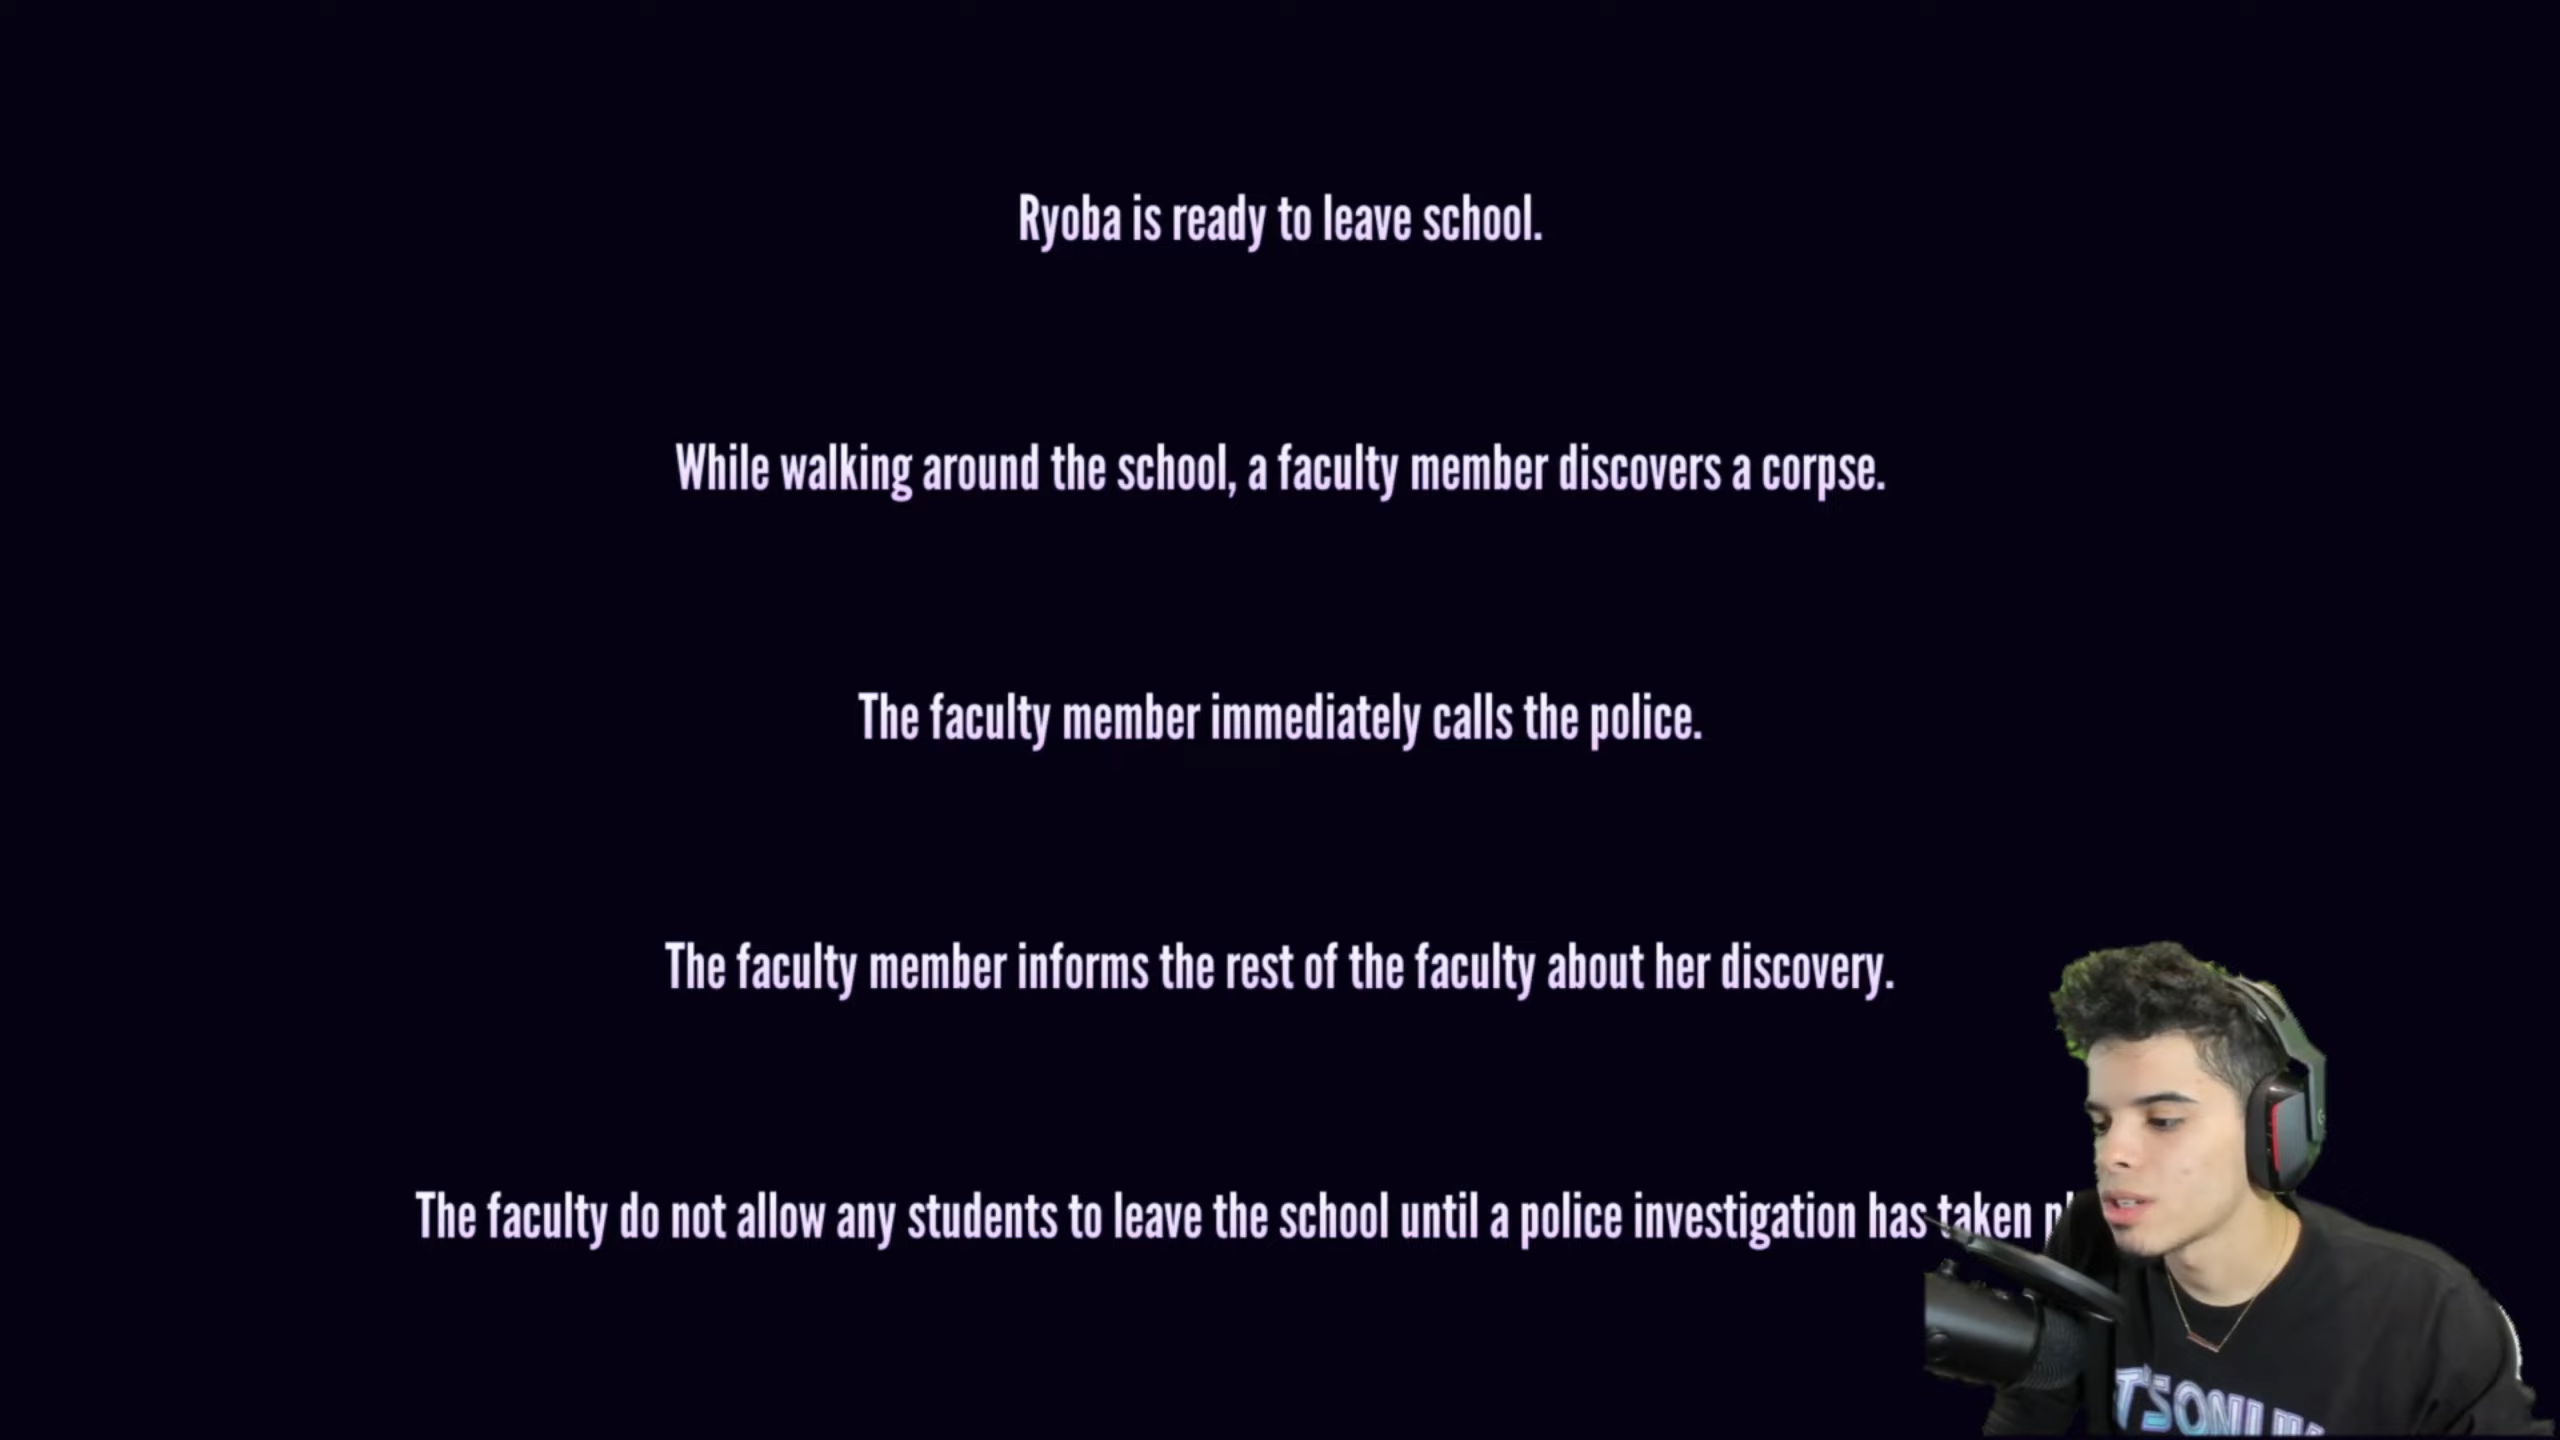 Ryoba is ready to leave school.
While walking around the school, a faculty member discovers a corpse.
The faculty member immediately calls the police.
The faculty member informs the rest of the faculty about her discovery.
The faculty do not allow any students to leave the school until a police investigation has taken